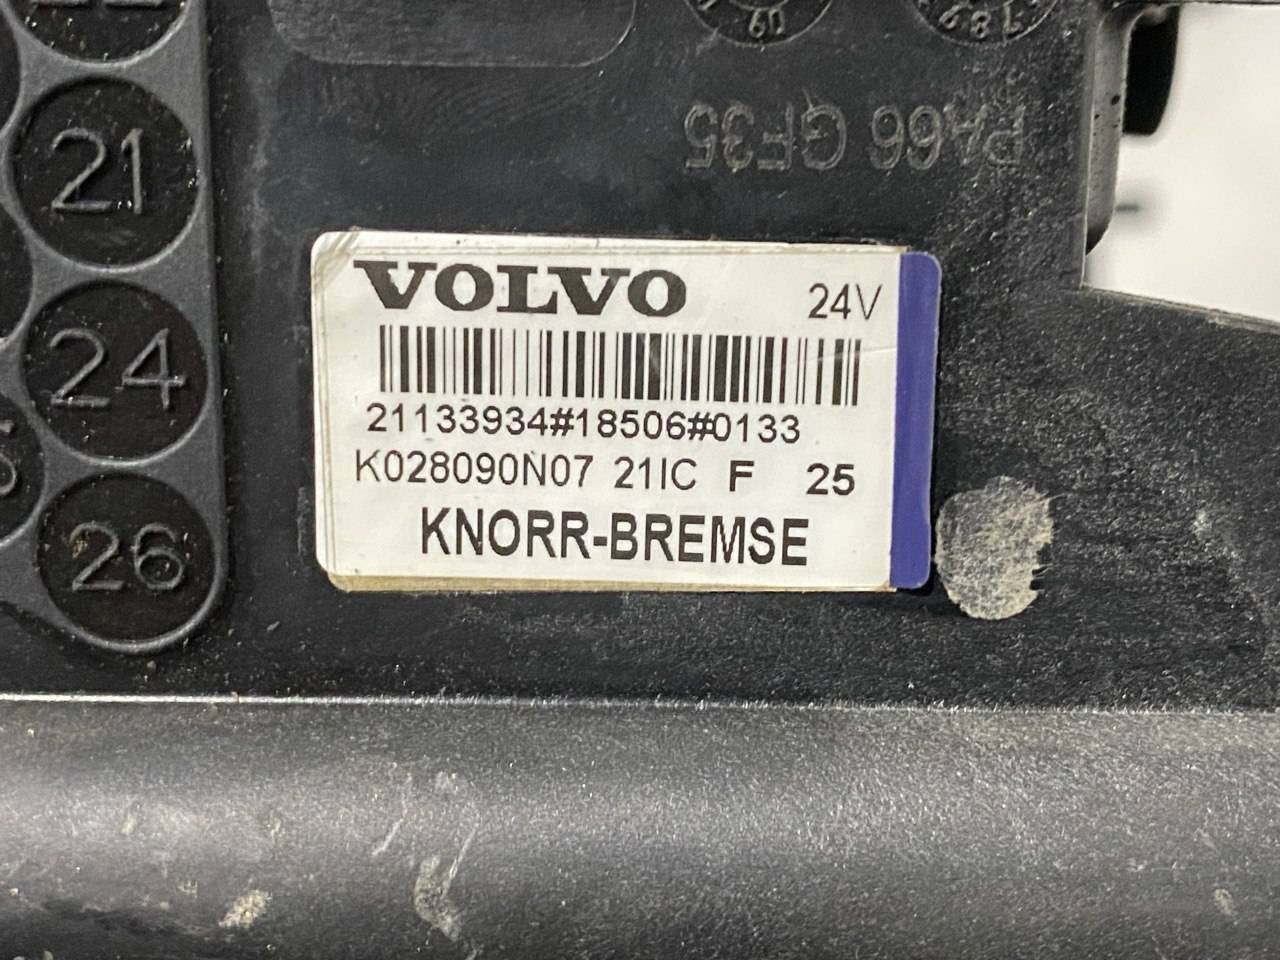 21
24
26
PA66 GF35
VOLVO 24V
21133934#18506#0133
K028090N07 21IC F 25
KNORR-BREMSE